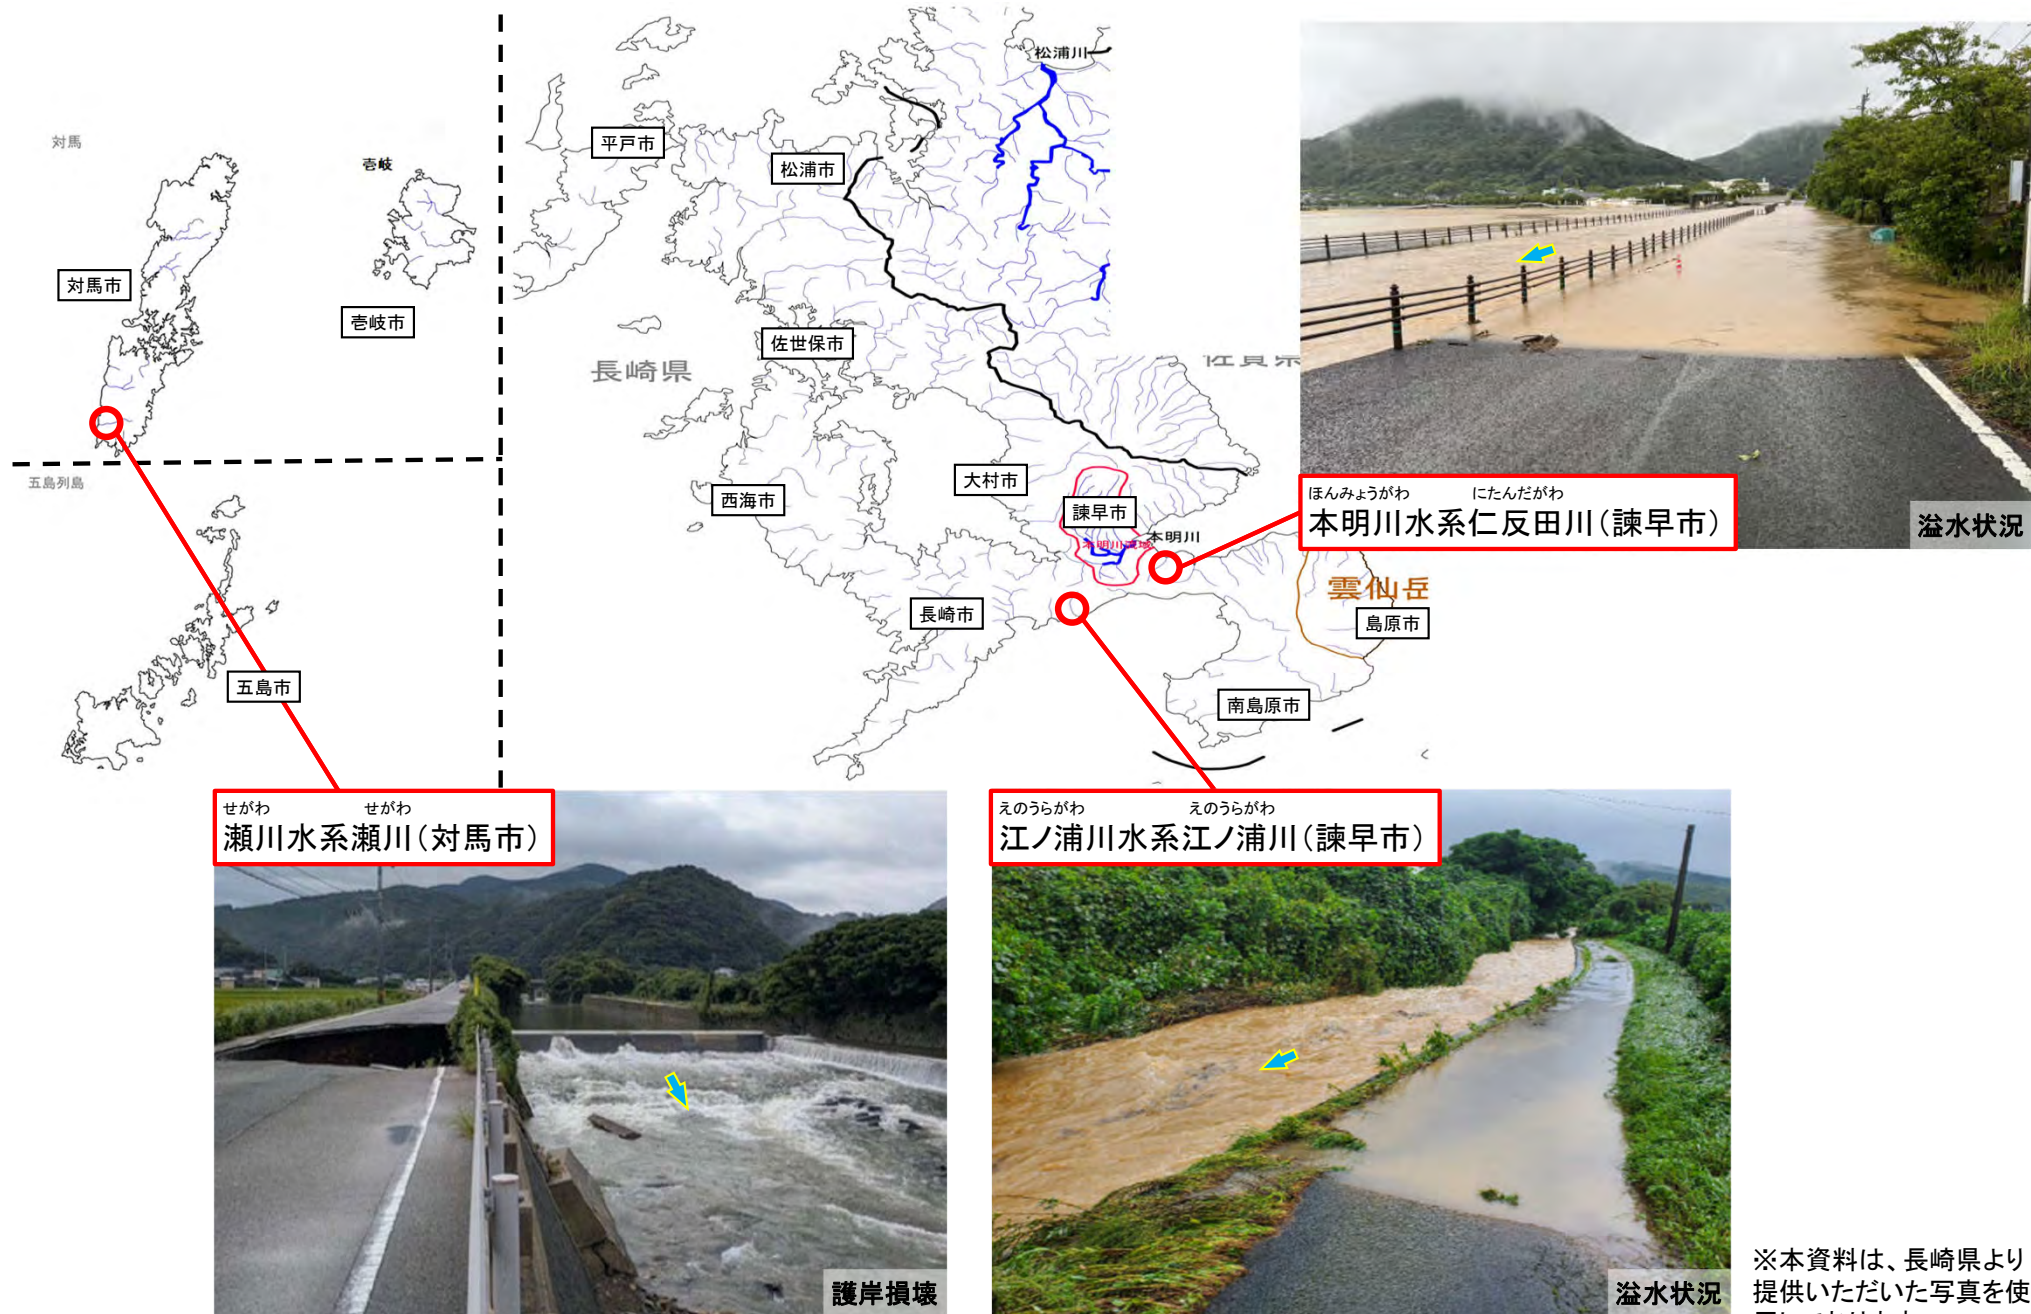 対馬
壱岐
対馬市
壱岐市
五島列島
五島市
松浦川
平戸市
松浦市
佐世保市
長崎県
佐賀県
大村市
西海市
諫早市
本明川
本明川流域
長崎市
雲仙岳
島原市
南島原市
ほんみょうがわ にたんだがわ
本明川水系仁反田川(諫早市)
溢水状況
せがわ せがわ
瀬川水系瀬川(対馬市)
護岸損壊
えのうらがわ えのうらがわ
江ノ浦川水系江ノ浦川(諫早市)
溢水状況
※本資料は、長崎県より
提供いただいた写真を使